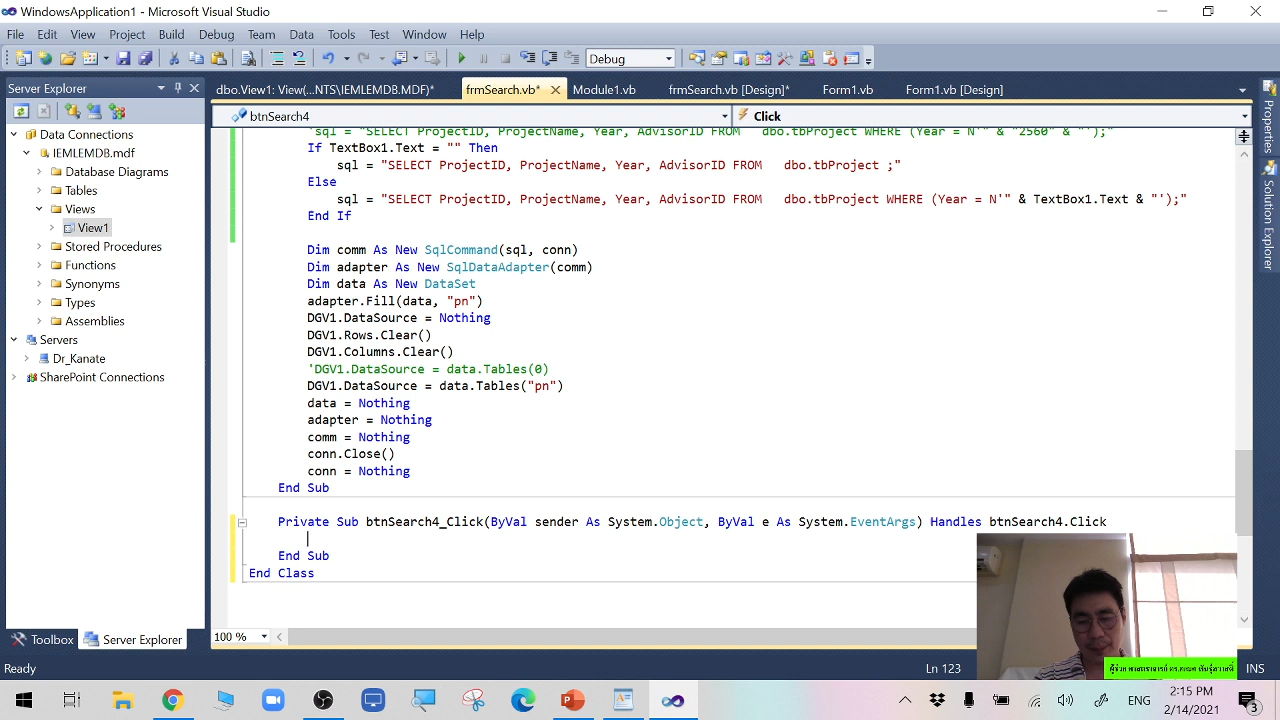 WindowsApplication1 - Microsoft Visual Studio
File Edit View Project Build Debug Team Data Tools Test Window Help
Debug
Server Explorer
Data Connections
IEMLEMDB.mdf
Database Diagrams
Tables
Views
View1
Stored Procedures
Functions
Synonyms
Types
Assemblies
Servers
Dr_Kanate
SharePoint Connections
Toolbox Server Explorer
dbo.View1: View(...NTS\IEMLEMDB.MDF)* frmSearch.vb* Module1.vb frmSearch.vb [Design]* Form1.vb Form1.vb [Design]
btnSearch4 Click
'sql = "SELECT ProjectID, ProjectName, Year, AdvisorID FROM dbo.tbProject WHERE (Year = N'" & "2560" & "');"
If TextBox1.Text = "" Then
sql = "SELECT ProjectID, ProjectName, Year, AdvisorID FROM dbo.tbProject ;"
Else
sql = "SELECT ProjectID, ProjectName, Year, AdvisorID FROM dbo.tbProject WHERE (Year = N'" & TextBox1.Text & "');"
End If
Dim comm As New SqlCommand(sql, conn)
Dim adapter As New SqlDataAdapter(comm)
Dim data As New DataSet
adapter.Fill(data, "pn")
DGV1.DataSource = Nothing
DGV1.Rows.Clear()
DGV1.Columns.Clear()
'DGV1.DataSource = data.Tables(0)
DGV1.DataSource = data.Tables("pn")
data = Nothing
adapter = Nothing
comm = Nothing
conn.Close()
conn = Nothing
End Sub
Private Sub btnSearch4_Click(ByVal sender As System.Object, ByVal e As System.EventArgs) Handles btnSearch4.Click
End Sub
End Class
100 %
Properties
Solution Explorer
Ready Ln 123 INS
ENG
2:15 PM
2/14/2021
3